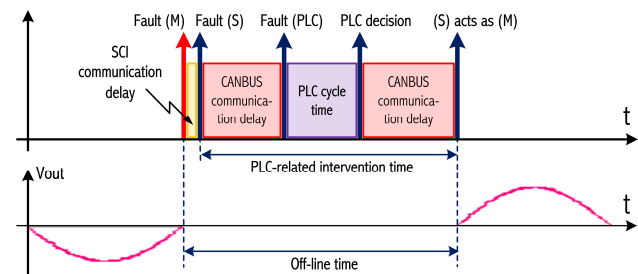 Fault (M) Fault (S) Fault (PLC) PLC decision (S) acts as (M)
SCI
communication
delay
CANBUS
communica-
tion delay
PLC cycle
time
CANBUS
communica-
tion delay
t
PLC-related intervention time
Vout
t
Off-line time